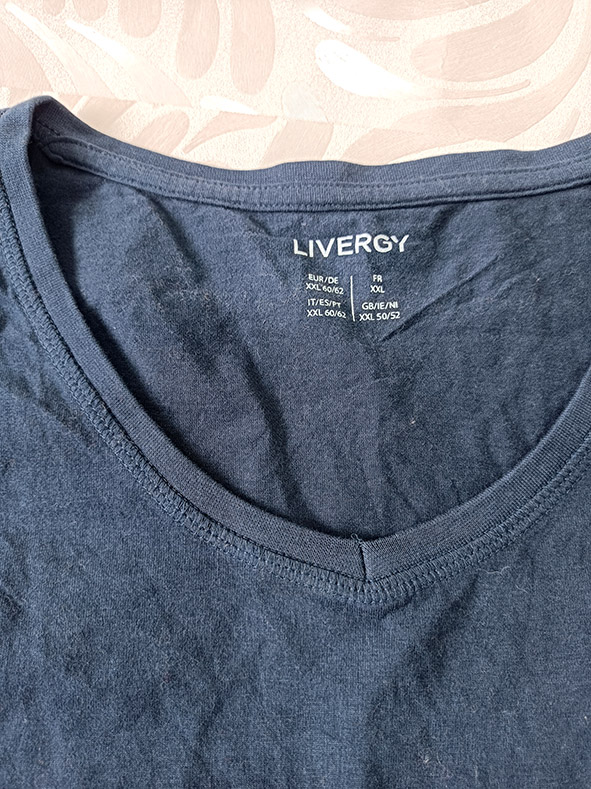 LIVERGY
EUR/DE
XXL 60/62
FR
XXL
IT/ES/PT
XXL 60/62
GB/IE/NI
XXL 50/52